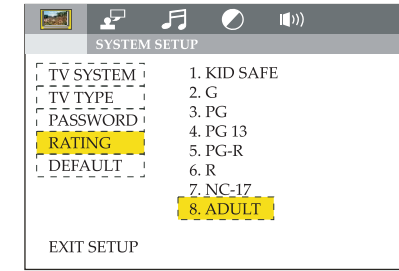 SYSTEM SETUP
TV SYSTEM
TV TYPE
PASSWORD
RATING
DEFAULT
1. KID SAFE
2. G
3. PG
4. PG 13
5. PG-R
6. R
7. NC-17
8. ADULT
EXIT SETUP